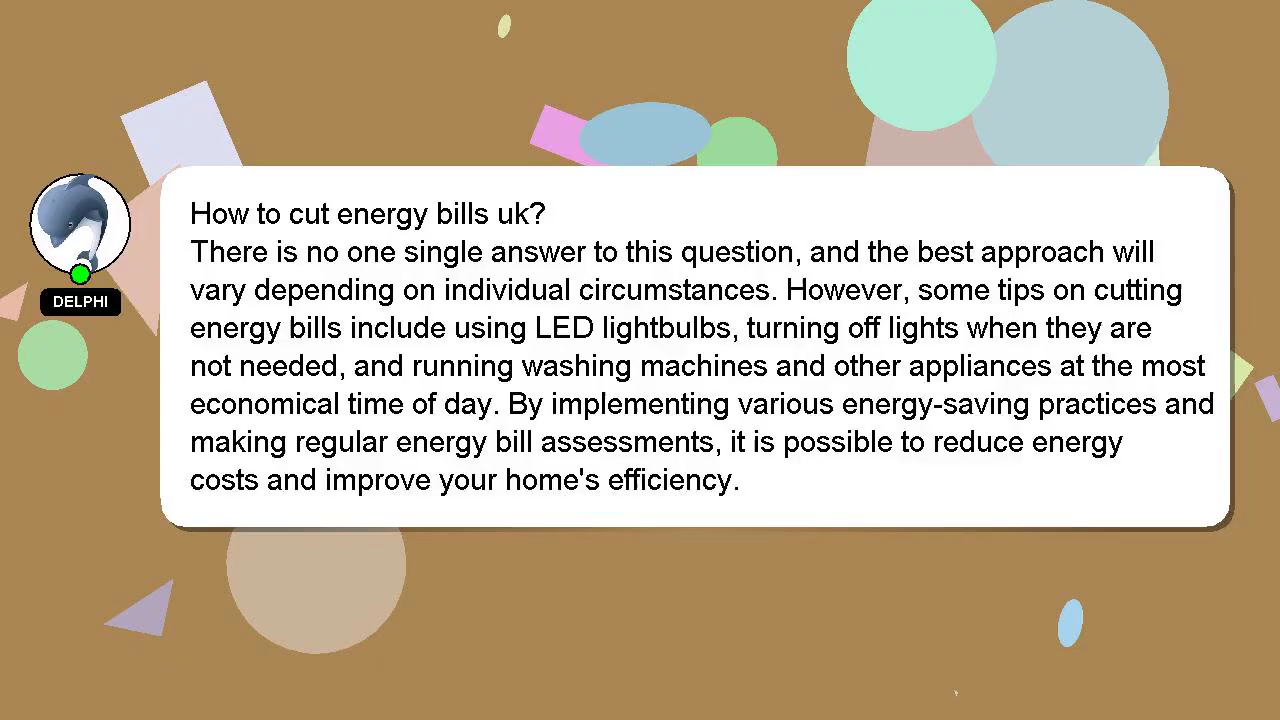 How to cut energy bills uk?
There is no one single answer to this question, and the best approach will
vary depending on individual circumstances. However, some tips on cutting
energy bills include using LED lightbulbs, turning off lights when they are
not needed, and running washing machines and other appliances at the most
economical time of day. By implementing various energy-saving practices and
making regular energy bill assessments, it is possible to reduce energy
costs and improve your home's efficiency.
DELPHI